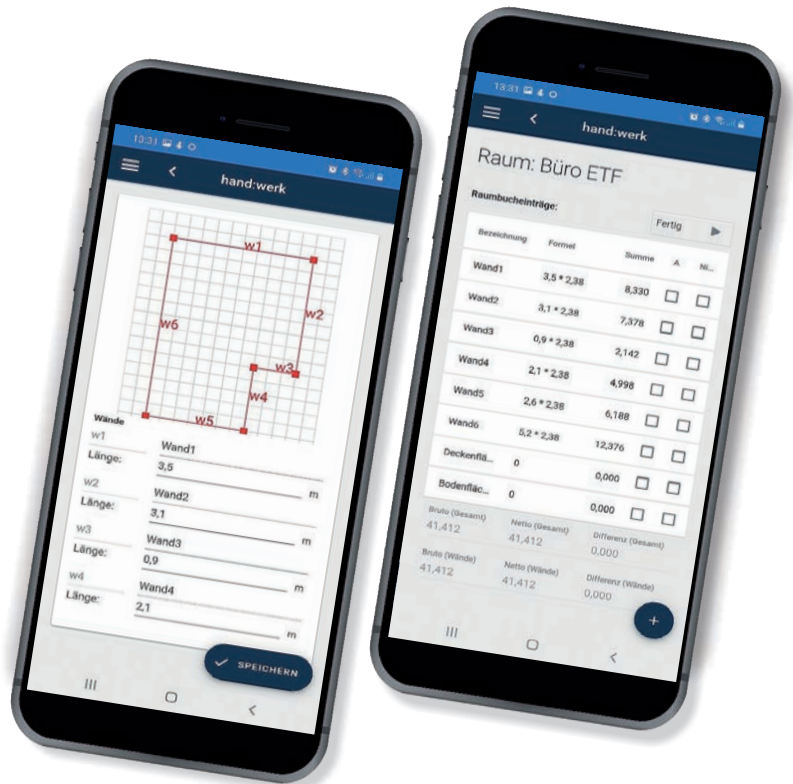 13:31
hand:werk
w1
w2
w3
w4
w5
w6
Wände
w1 Wand1
Länge: 3,5 m
w2 Wand2
Länge: 3,1 m
w3 Wand3
Länge: 0,9 m
w4 Wand4
Länge: 2,1 m
SPEICHERN
13:31
hand:werk
Raum: Büro ETF
Raumbucheinträge:
Fertig
Bezeichnung Formel Summe A Ni...
Wand1 3,5 * 2,38 8,330
Wand2 3,1 * 2,38 7,378
Wand3 0,9 * 2,38 2,142
Wand4 2,1 * 2,38 4,998
Wand5 2,6 * 2,38 6,188
Wand6 5,2 * 2,38 12,376
Deckenflä... 0 0,000
Bodenfläc... 0 0,000
Bruto (Gesamt) Netto (Gesamt) Differenz (Gesamt)
41,412 41,412 0,000
Bruto (Wände) Netto (Wände) Differenz (Wände)
41,412 41,412 0,000
+